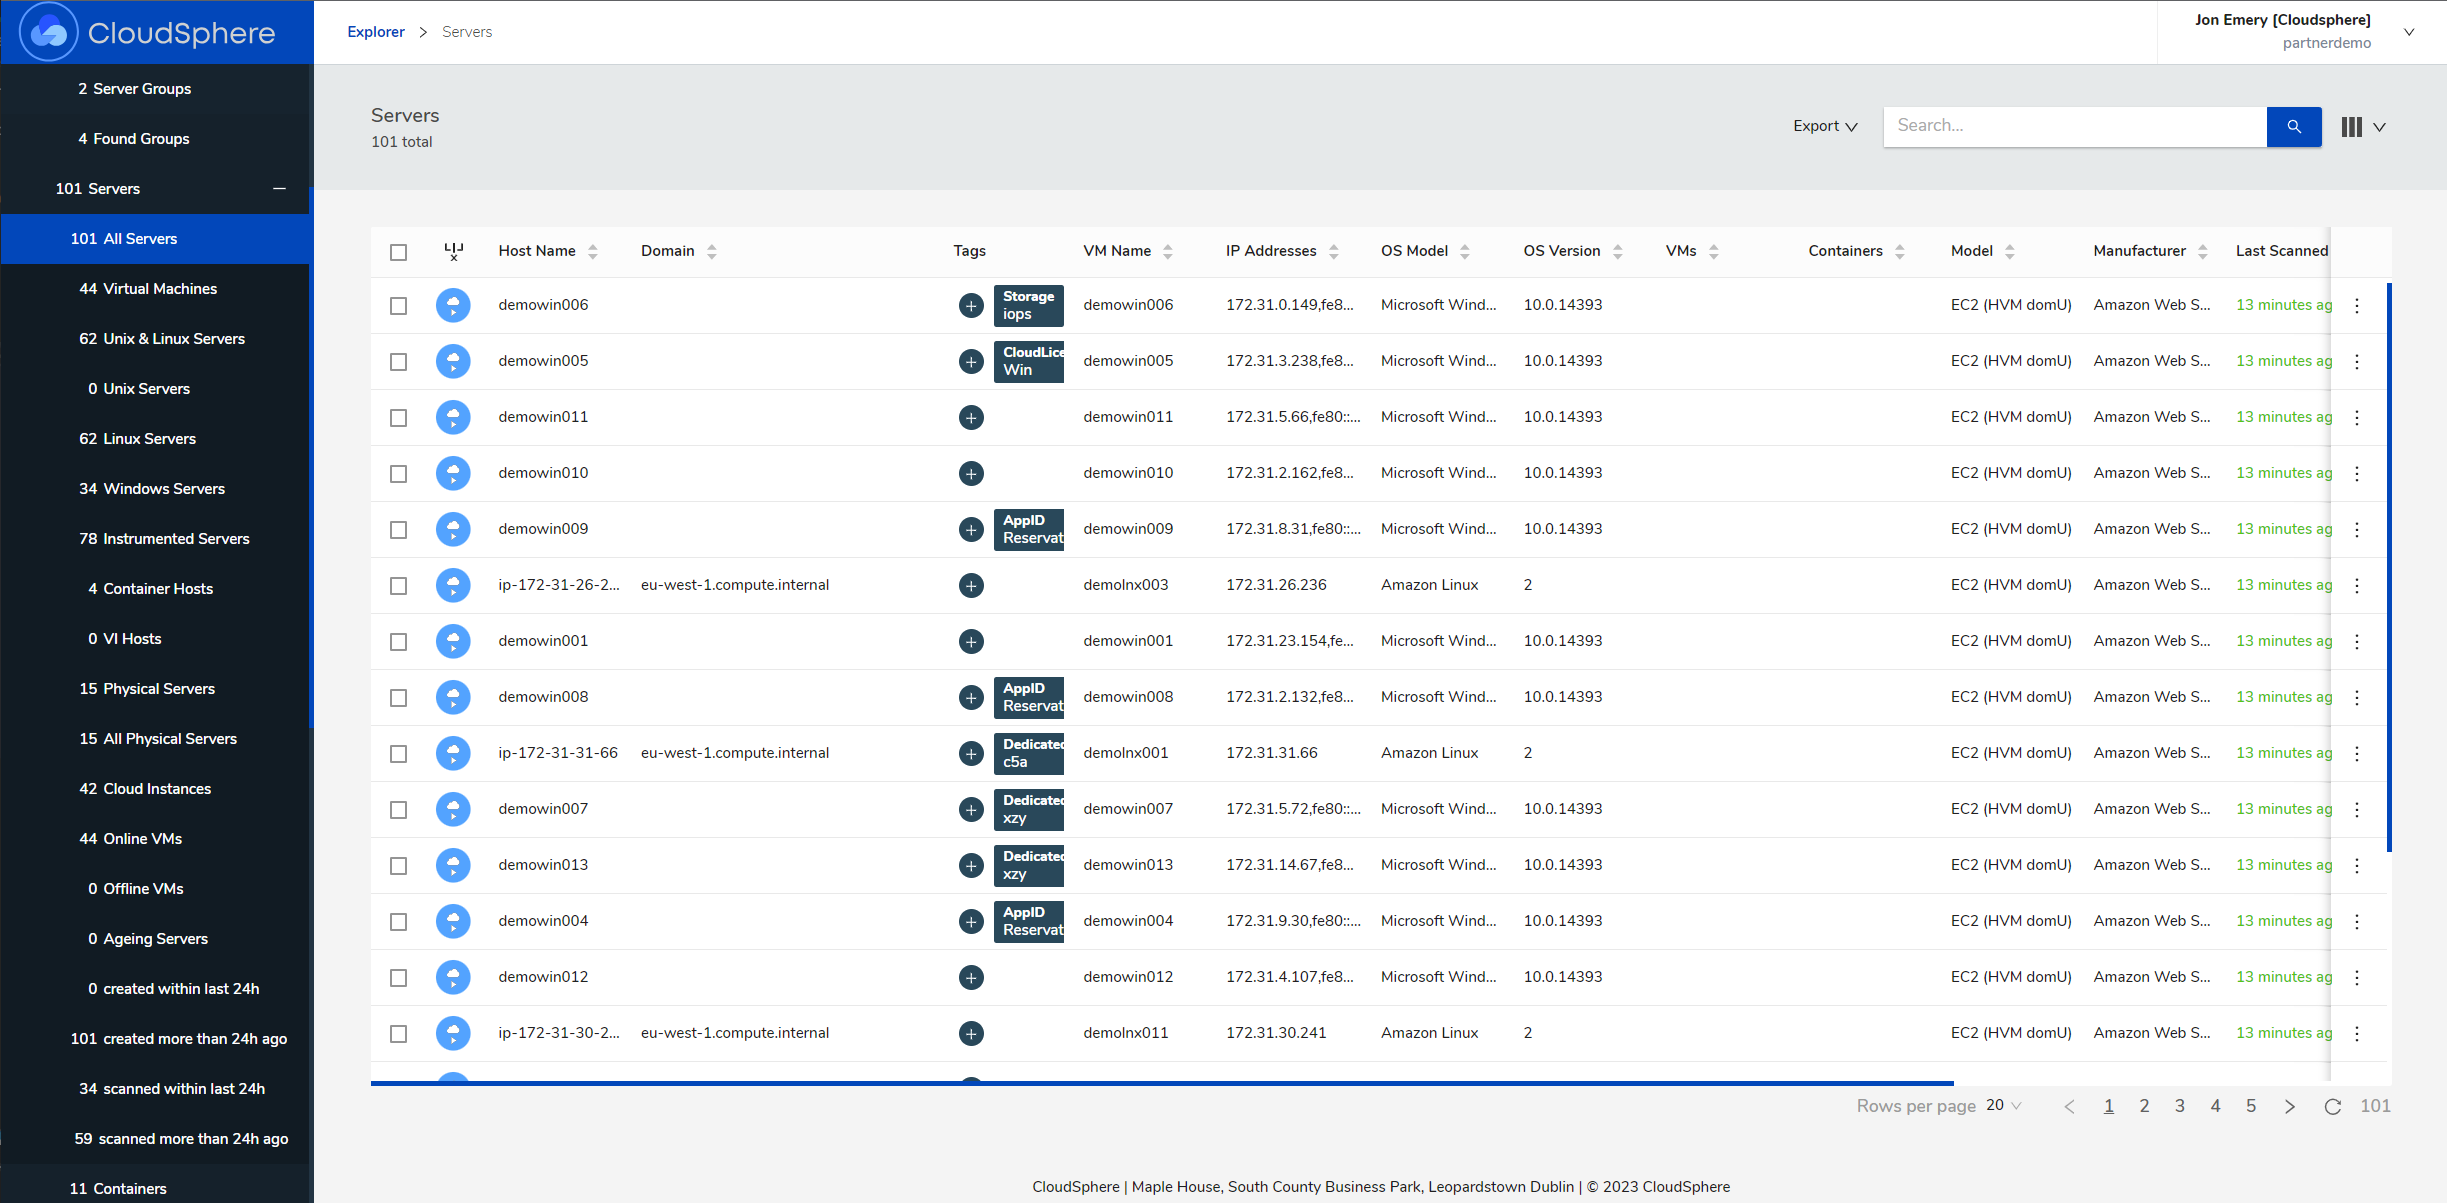 CloudSphere
Explorer > Servers
Jon Emery [Cloudsphere]
partnerdemo
2 Server Groups
4 Found Groups
101 Servers
101 All Servers
44 Virtual Machines
62 Unix & Linux Servers
0 Unix Servers
62 Linux Servers
34 Windows Servers
78 Instrumented Servers
4 Container Hosts
0 VI Hosts
15 Physical Servers
15 All Physical Servers
42 Cloud Instances
44 Online VMs
0 Offline VMs
0 Ageing Servers
0 created within last 24h
101 created more than 24h ago
34 scanned within last 24h
59 scanned more than 24h ago
11 Containers
Servers
101 total
Export
Search...
Host Name Domain Tags VM Name IP Addresses OS Model OS Version VMs Containers Model Manufacturer Last Scanned
demowin006 Storage iops demowin006 172.31.0.149,fe8... Microsoft Wind... 10.0.14393 EC2 (HVM domU) Amazon Web S... 13 minutes ag
demowin005 CloudLice Win demowin005 172.31.3.238,fe8... Microsoft Wind... 10.0.14393 EC2 (HVM domU) Amazon Web S... 13 minutes ag
demowin011 demowin011 172.31.5.66,fe80::... Microsoft Wind... 10.0.14393 EC2 (HVM domU) Amazon Web S... 13 minutes ag
demowin010 demowin010 172.31.2.162,fe8... Microsoft Wind... 10.0.14393 EC2 (HVM domU) Amazon Web S... 13 minutes ag
demowin009 AppID Reservat demowin009 172.31.8.31,fe80::... Microsoft Wind... 10.0.14393 EC2 (HVM domU) Amazon Web S... 13 minutes ag
ip-172-31-26-2... eu-west-1.compute.internal demolnx003 172.31.26.236 Amazon Linux 2 EC2 (HVM domU) Amazon Web S... 13 minutes ag
demowin001 demowin001 172.31.23.154,fe... Microsoft Wind... 10.0.14393 EC2 (HVM domU) Amazon Web S... 13 minutes ag
demowin008 AppID Reservat demowin008 172.31.2.132,fe8... Microsoft Wind... 10.0.14393 EC2 (HVM domU) Amazon Web S... 13 minutes ag
ip-172-31-31-66 eu-west-1.compute.internal Dedicated c5a demolnx001 172.31.31.66 Amazon Linux 2 EC2 (HVM domU) Amazon Web S... 13 minutes ag
demowin007 Dedicated xzy demowin007 172.31.5.72,fe80::... Microsoft Wind... 10.0.14393 EC2 (HVM domU) Amazon Web S... 13 minutes ag
demowin013 Dedicated xzy demowin013 172.31.14.67,fe8... Microsoft Wind... 10.0.14393 EC2 (HVM domU) Amazon Web S... 13 minutes ag
demowin004 AppID Reservat demowin004 172.31.9.30,fe80::... Microsoft Wind... 10.0.14393 EC2 (HVM domU) Amazon Web S... 13 minutes ag
demowin012 demowin012 172.31.4.107,fe8... Microsoft Wind... 10.0.14393 EC2 (HVM domU) Amazon Web S... 13 minutes ag
ip-172-31-30-2... eu-west-1.compute.internal demolnx011 172.31.30.241 Amazon Linux 2 EC2 (HVM domU) Amazon Web S... 13 minutes ag
Rows per page 20 < 1 2 3 4 5 > 101
CloudSphere | Maple House, South County Business Park, Leopardstown Dublin | © 2023 CloudSphere